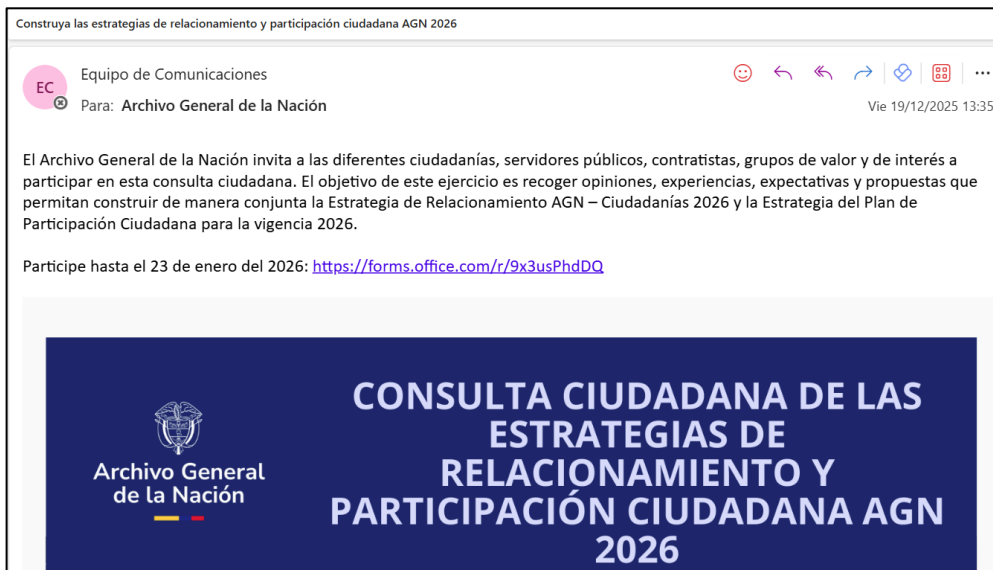 Construya las estrategias de relacionamiento y participación ciudadana AGN 2026
EC
Equipo de Comunicaciones
Para: Archivo General de la Nación
Vie 19/12/2025 13:35
El Archivo General de la Nación invita a las diferentes ciudadanías, servidores públicos, contratistas, grupos de valor y de interés a
participar en esta consulta ciudadana. El objetivo de este ejercicio es recoger opiniones, experiencias, expectativas y propuestas que
permitan construir de manera conjunta la Estrategia de Relacionamiento AGN – Ciudadanías 2026 y la Estrategia del Plan de
Participación Ciudadana para la vigencia 2026.
Participe hasta el 23 de enero del 2026: https://forms.office.com/r/9x3usPhdDQ
Archivo General
de la Nación
CONSULTA CIUDADANA DE LAS
ESTRATEGIAS DE
RELACIONAMIENTO Y
PARTICIPACIÓN CIUDADANA AGN
2026